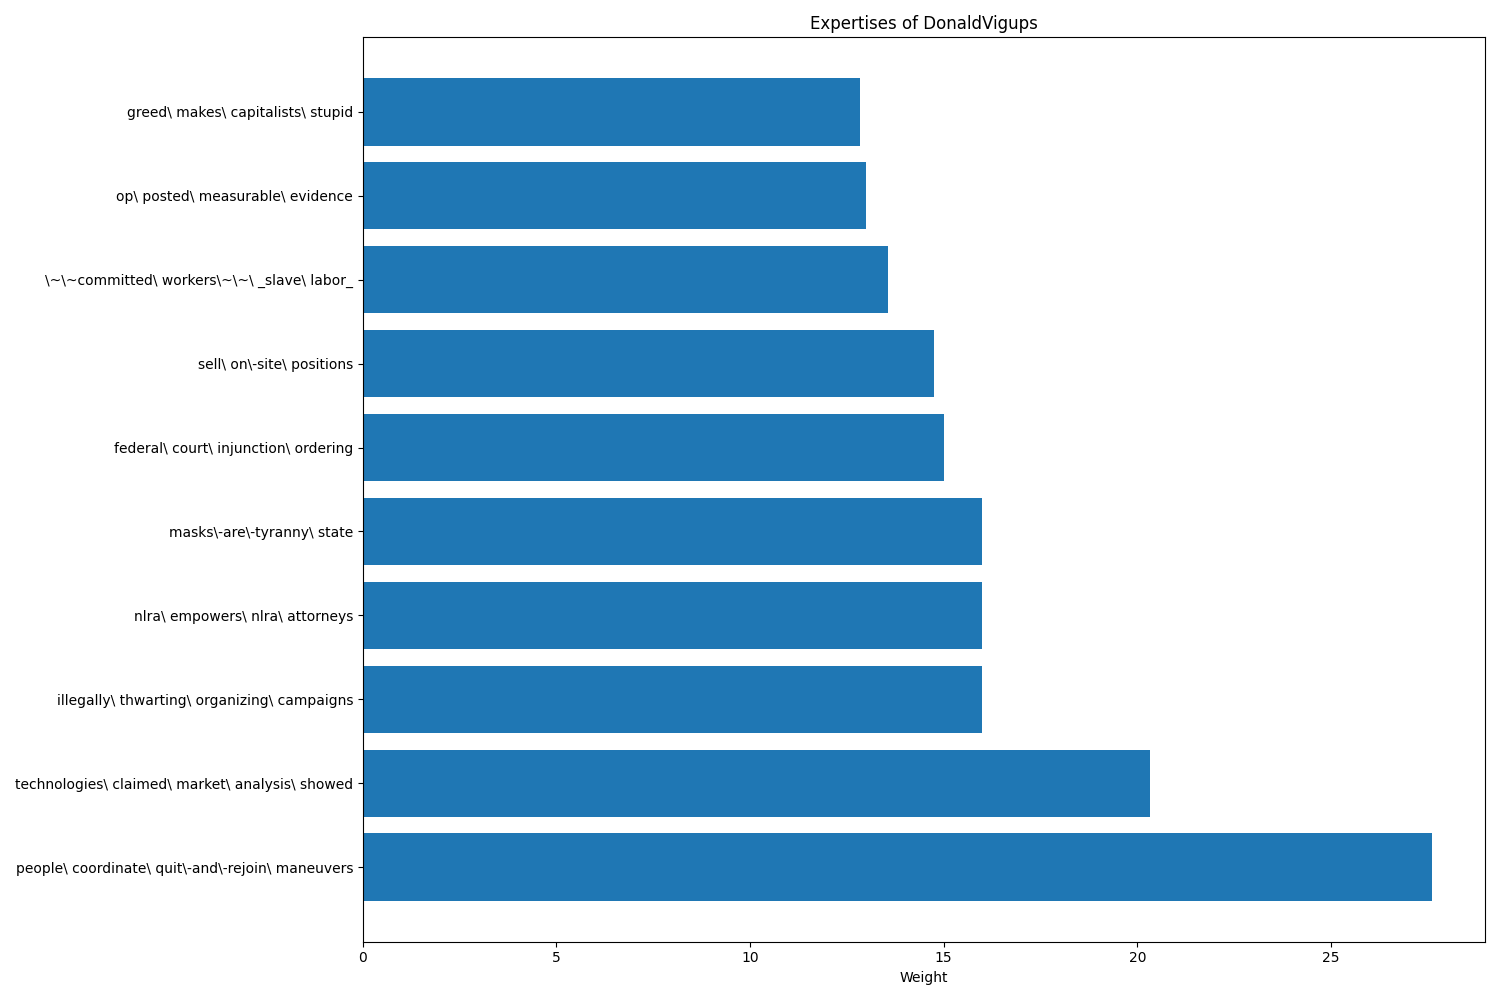 Expertises of DonaldVigups
greed\ makes\ capitalists\ stupid
op\ posted\ measurable\ evidence
\~\~committed\ workers\~\~\ _slave\ labor_
sell\ on\-site\ positions
federal\ court\ injunction\ ordering
masks\-are\-tyranny\ state
nlra\ empowers\ nlra\ attorneys
illegally\ thwarting\ organizing\ campaigns
technologies\ claimed\ market\ analysis\ showed
people\ coordinate\ quit\-and\-rejoin\ maneuvers
0 5 10 15 20 25
Weight